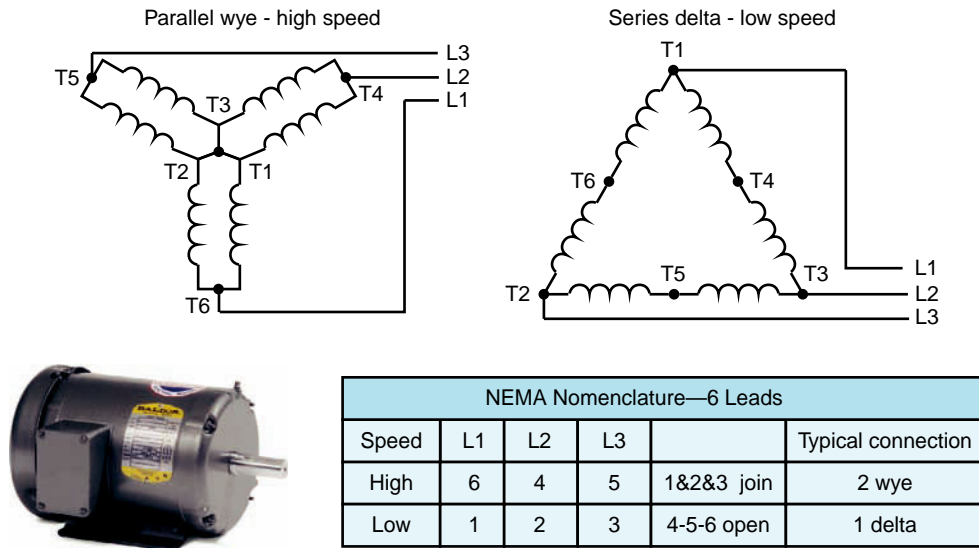 Parallel wye - high speed
T5
T3
T4
T2
T1
T6
L3
L2
L1
Series delta - low speed
T1
T6
T4
T2
T5
T3
L1
L2
L3
BALDOR
NEMA Nomenclature—6 Leads
Speed L1 L2 L3 Typical connection
High 6 4 5 1&2&3 join 2 wye
Low 1 2 3 4-5-6 open 1 delta